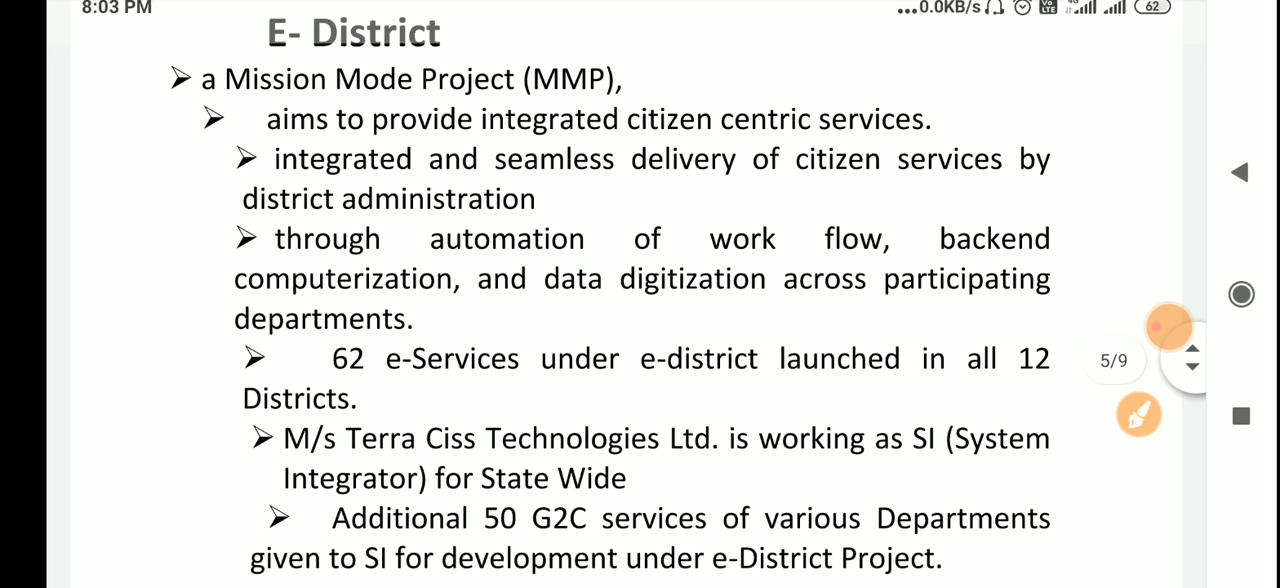 8:03 PM ...0.0KB/s Vo LTE 4G 62
E- District
➢ a Mission Mode Project (MMP),
➢ aims to provide integrated citizen centric services.
➢ integrated and seamless delivery of citizen services by
district administration
➢ through automation of work flow, backend
computerization, and data digitization across participating
departments.
➢ 62 e-Services under e-district launched in all 12
Districts.
5/9
➢ M/s Terra Ciss Technologies Ltd. is working as SI (System
Integrator) for State Wide
➢ Additional 50 G2C services of various Departments
given to SI for development under e-District Project.